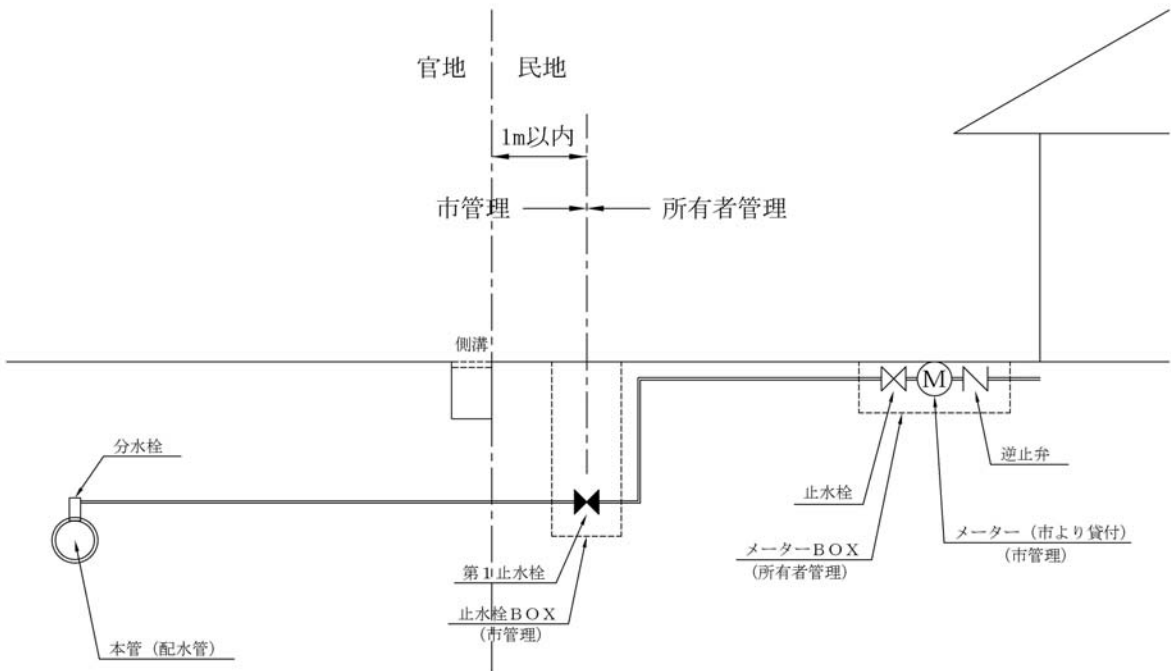 官地
民地
1m以内
市管理
所有者管理
側溝
M
分水栓
逆止弁
止水栓
メーター（市より貸付）
(市管理)
メーターＢＯＸ
(所有者管理)
第１止水栓
止水栓ＢＯＸ
(市管理)
本管（配水管）